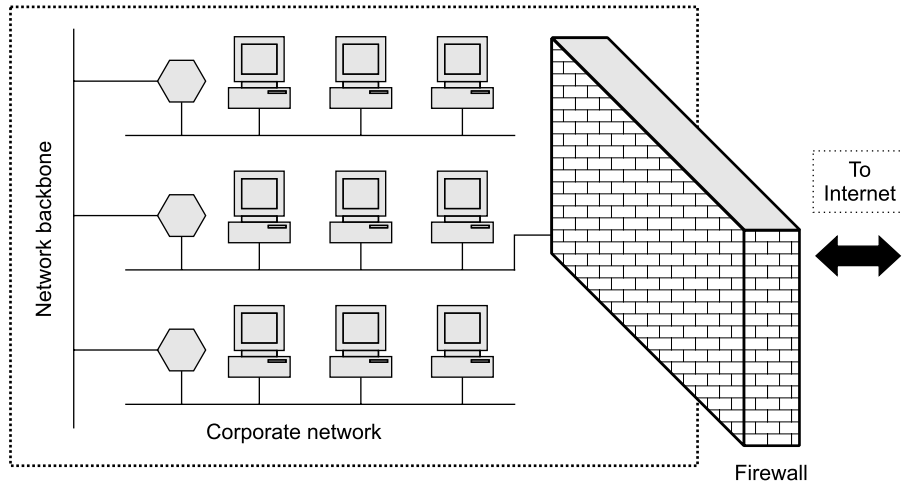 Network backbone
Corporate network
To
Internet
Firewall